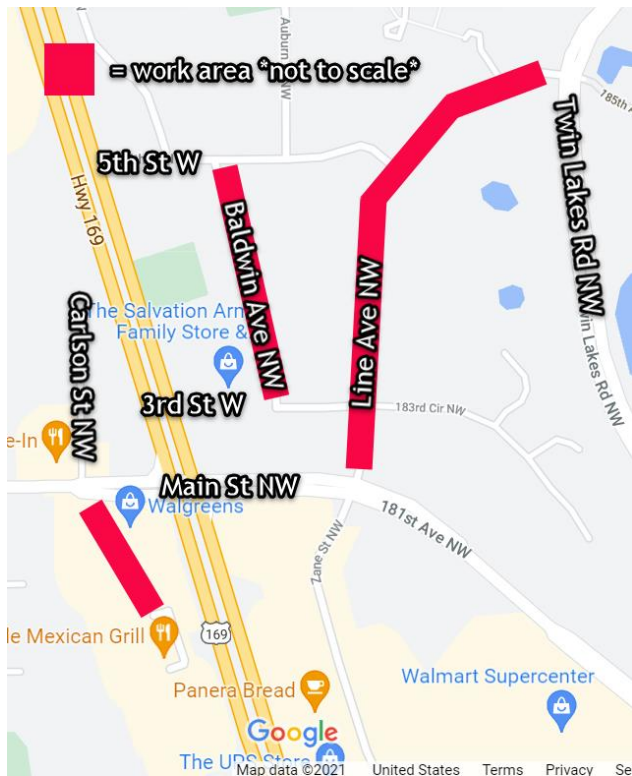 Auburn
NW
= work area *not to scale*
185th A
Twin Lakes Rd NW
5th St W
Hwy 169
Baldwin Ave NW
Line Ave NW
The Salvation Arm
Family Store &
Twin Lakes Rd NW
Carlson St NW
3rd St W
183rd Cir NW
e-In
Main St NW
Walgreens
181st Ave NW
Zane St NW
le Mexican Grill
169
Walmart Supercenter
Panera Bread
Google
The UPS Store
Map data ©2021 United States Terms Privacy Se